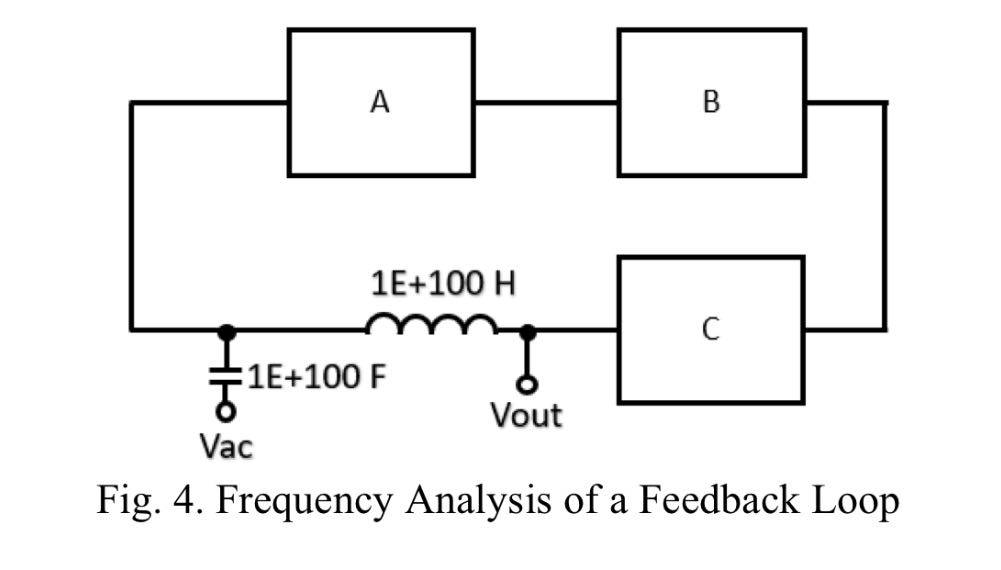 A
B
1E+100 H
C
1E+100 F
Vout
Vac
Fig. 4. Frequency Analysis of a Feedback Loop